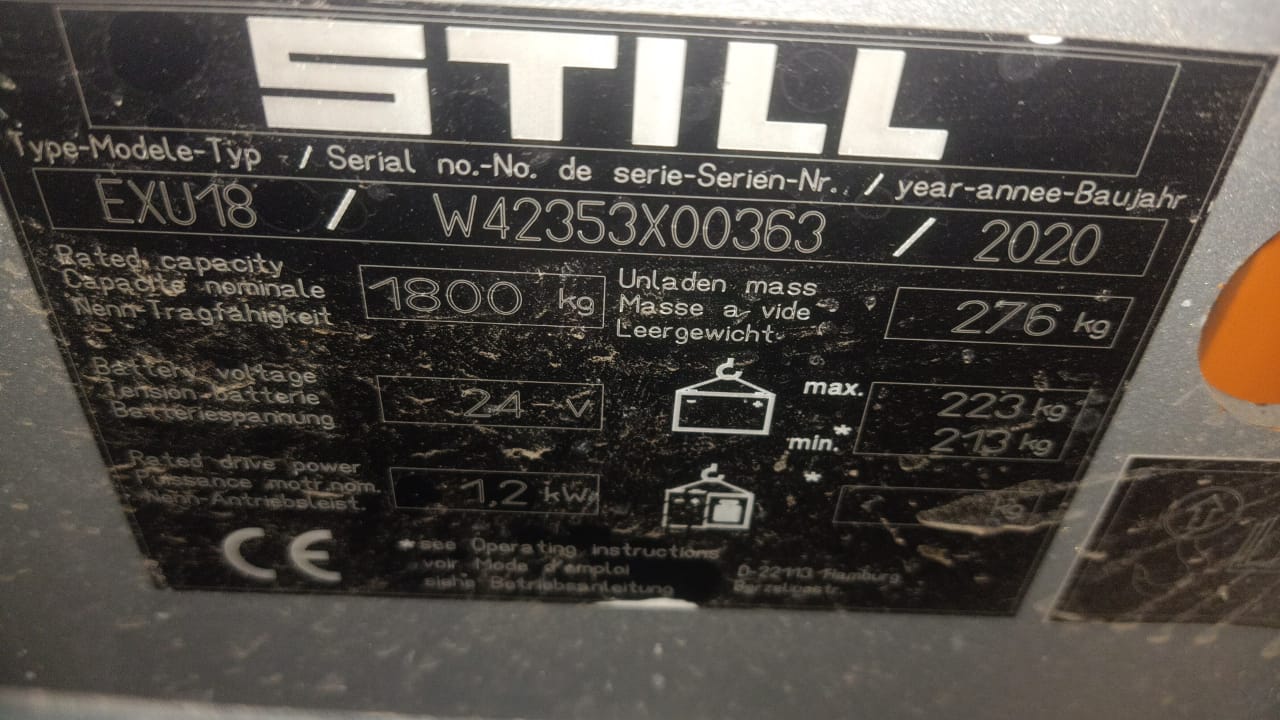 STILL
Type-Modele-Typ - / Serial no.-No. de serie-Serien-Nr. / year-annee-Baujahr
EXU18 / W42353X00363 / 2020
Rated capacity
Capacite nominale
Nenn-Tragfähigkeit
1800 kg
Unladen mass
Masse a vide
Leergewicht
276 kg
Battery voltage
Tension batterie
Batteriespannung
24 V
max. 223 kg
min.* 213 kg
Rated drive power
Puissance motr.nom.
Nenn-Antriebsleist.
1,2 kW
*
kg
CE
*see Operating instructions
voir Mode d'emploi
siehe Betriebsanleitung
D-22113 Hamburg
Berzeliusstr.